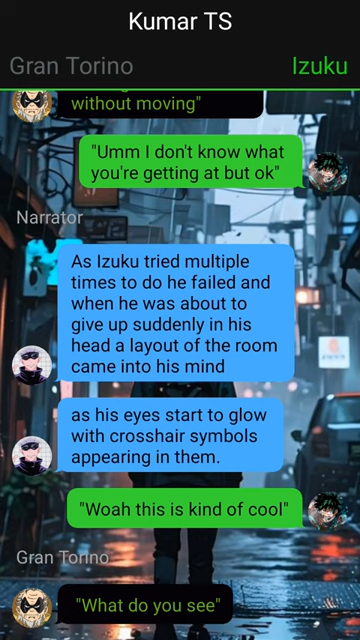 Kumar TS
Gran Torino
Izuku
without moving"
"Umm I don't know what
you're getting at but ok"
Narrator
As Izuku tried multiple
times to do he failed and
when he was about to
give up suddenly in his
head a layout of the room
came into his mind
as his eyes start to glow
with crosshair symbols
appearing in them.
"Woah this is kind of cool"
Gran Torino
"What do you see"